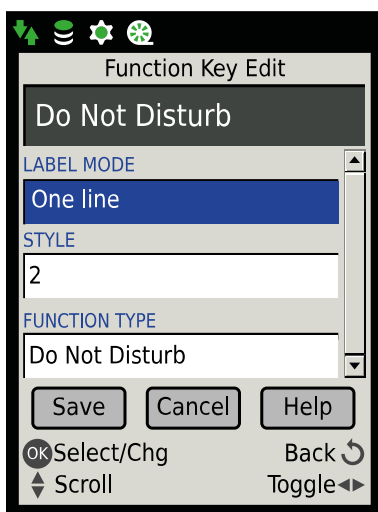 Function Key Edit
Do Not Disturb
LABEL MODE
One line
STYLE
2
FUNCTION TYPE
Do Not Disturb
Save Cancel Help
OK Select/Chg Back
Scroll Toggle